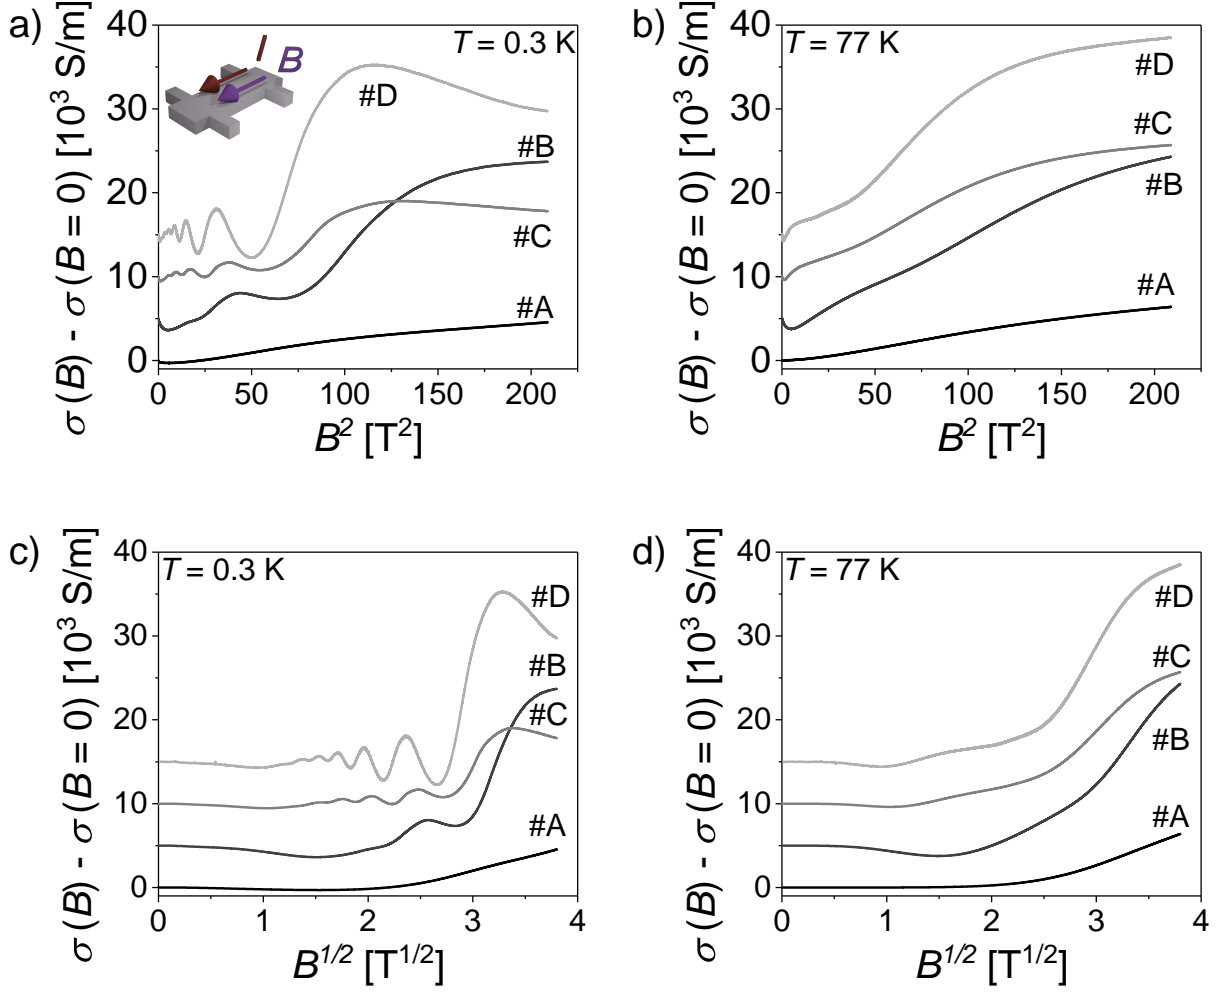 a)
σ (B) - σ (B = 0) [10³ S/m]
40
30
20
10
0
I
B
T = 0.3 K
#D
#B
#C
#A
0 50 100 150 200
B² [T²]
b)
σ (B) - σ (B = 0) [10³ S/m]
40
30
20
10
0
T = 77 K
#D
#C
#B
#A
0 50 100 150 200
B² [T²]
c)
σ (B) - σ (B = 0) [10³ S/m]
40
30
20
10
0
T = 0.3 K
#D
#B
#C
#A
0 1 2 3 4
B^1/2 [T^1/2]
d)
σ (B) - σ (B = 0) [10³ S/m]
40
30
20
10
0
T = 77 K
#D
#C
#B
#A
0 1 2 3 4
B^1/2 [T^1/2]